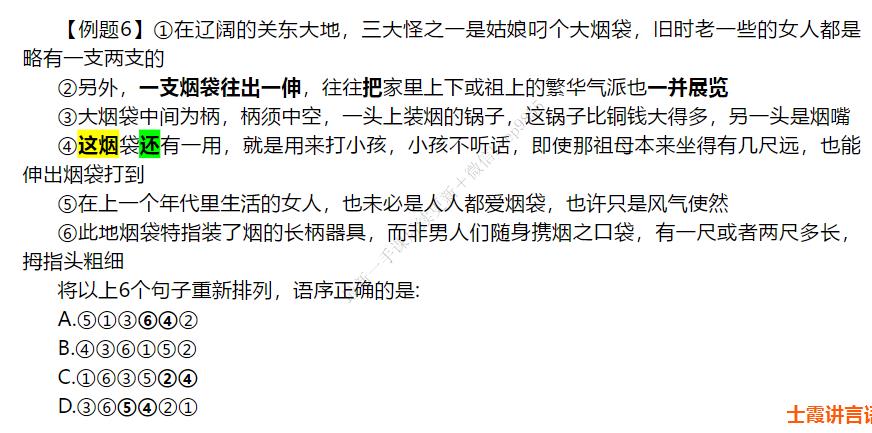 【例题6】①在辽阔的关东大地，三大怪之一是姑娘叼个大烟袋，旧时老一些的女人都是
略有一支两支的
②另外，一支烟袋往出一伸，往往把家里上下或祖上的繁华气派也一并展览
③大烟袋中间为柄，柄须中空，一头上装烟的锅子，这锅子比铜钱大得多，另一头是烟嘴
④这烟袋还有一用，就是用来打小孩，小孩不听话，即使那祖母本来坐得有几尺远，也能
伸出烟袋打到
⑤在上一个年代里生活的女人，也未必是人人都爱烟袋，也许只是风气使然
⑥此地烟袋特指装了烟的长柄器具，而非男人们随身携烟之口袋，有一尺或者两尺多长，
拇指头粗细
将以上6个句子重新排列，语序正确的是:
A.⑤①③⑥④②
B.④③⑥①⑤②
C.①⑥③⑤②④
D.③⑥⑤④②①
士霞讲言语